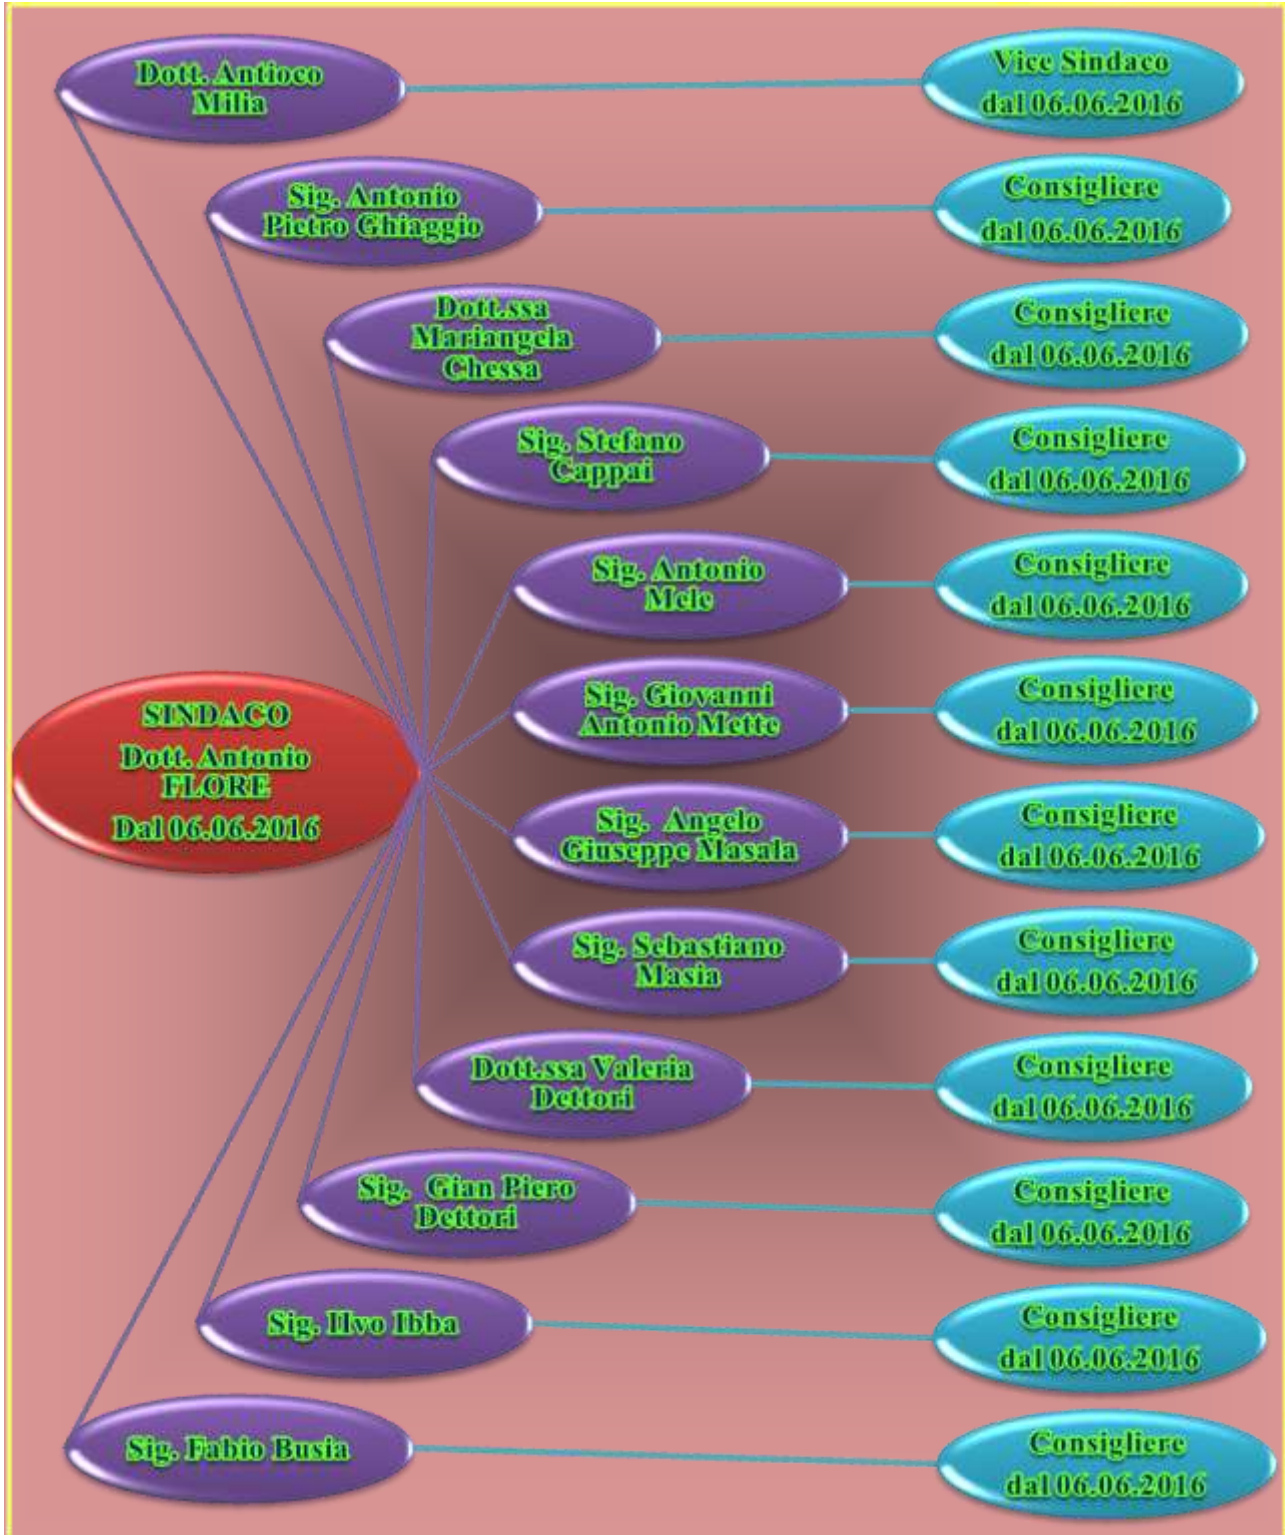 Dott. Antioco
Milia
Vice Sindaco
dal 06.06.2016
Sig. Antonio
Pietro Ghiaggio
Consigliere
dal 06.06.2016
Dott.ssa
Mariangela
Chessa
Consigliere
dal 06.06.2016
Sig. Stefano
Cappai
Consigliere
dal 06.06.2016
Sig. Antonio
Mele
Consigliere
dal 06.06.2016
SINDACO
Dott. Antonio
FLORE
Dal 06.06.2016
Sig. Giovanni
Antonio Mette
Consigliere
dal 06.06.2016
Sig. Angelo
Giuseppe Masala
Consigliere
dal 06.06.2016
Sig. Sebastiano
Masia
Consigliere
dal 06.06.2016
Dott.ssa Valeria
Dettori
Consigliere
dal 06.06.2016
Sig. Gian Piero
Dettori
Consigliere
dal 06.06.2016
Sig. Ilvo Ibba
Consigliere
dal 06.06.2016
Sig. Fabio Busia
Consigliere
dal 06.06.2016